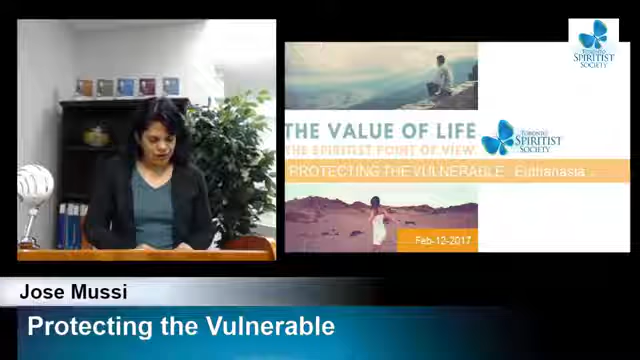 TORONTO
SPIRITIST
SOCIETY
THE VALUE OF LIFE
THE SPIRITIST POINT OF VIEW
TORONTO
SPIRITIST
SOCIETY
PROTECTING THE VULNERABLE Euthanasia ..
Feb-12-2017
Jose Mussi
Protecting the Vulnerable